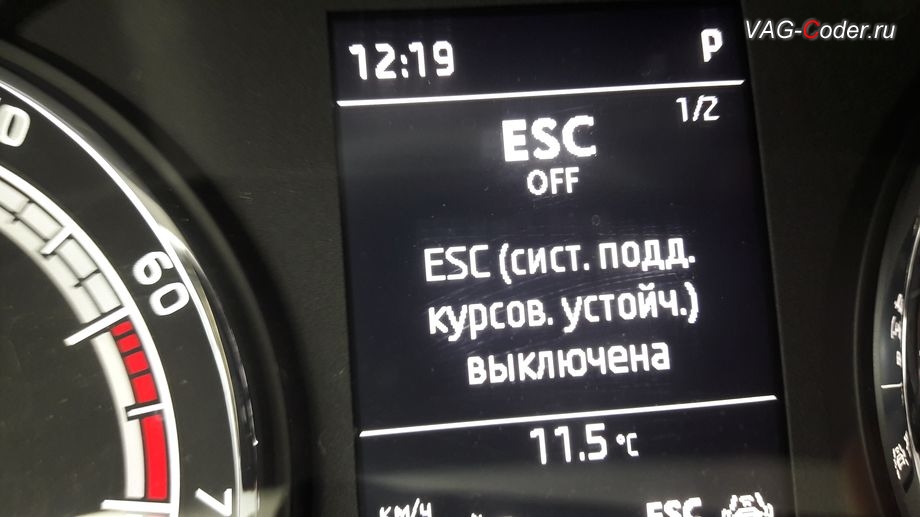 VAG-Coder.ru
12:19 P
1/2
ESC
OFF
ESC (сист. подд.
курсов. устойч.)
выключена
11.5 °C
км/ч ESC
60
7